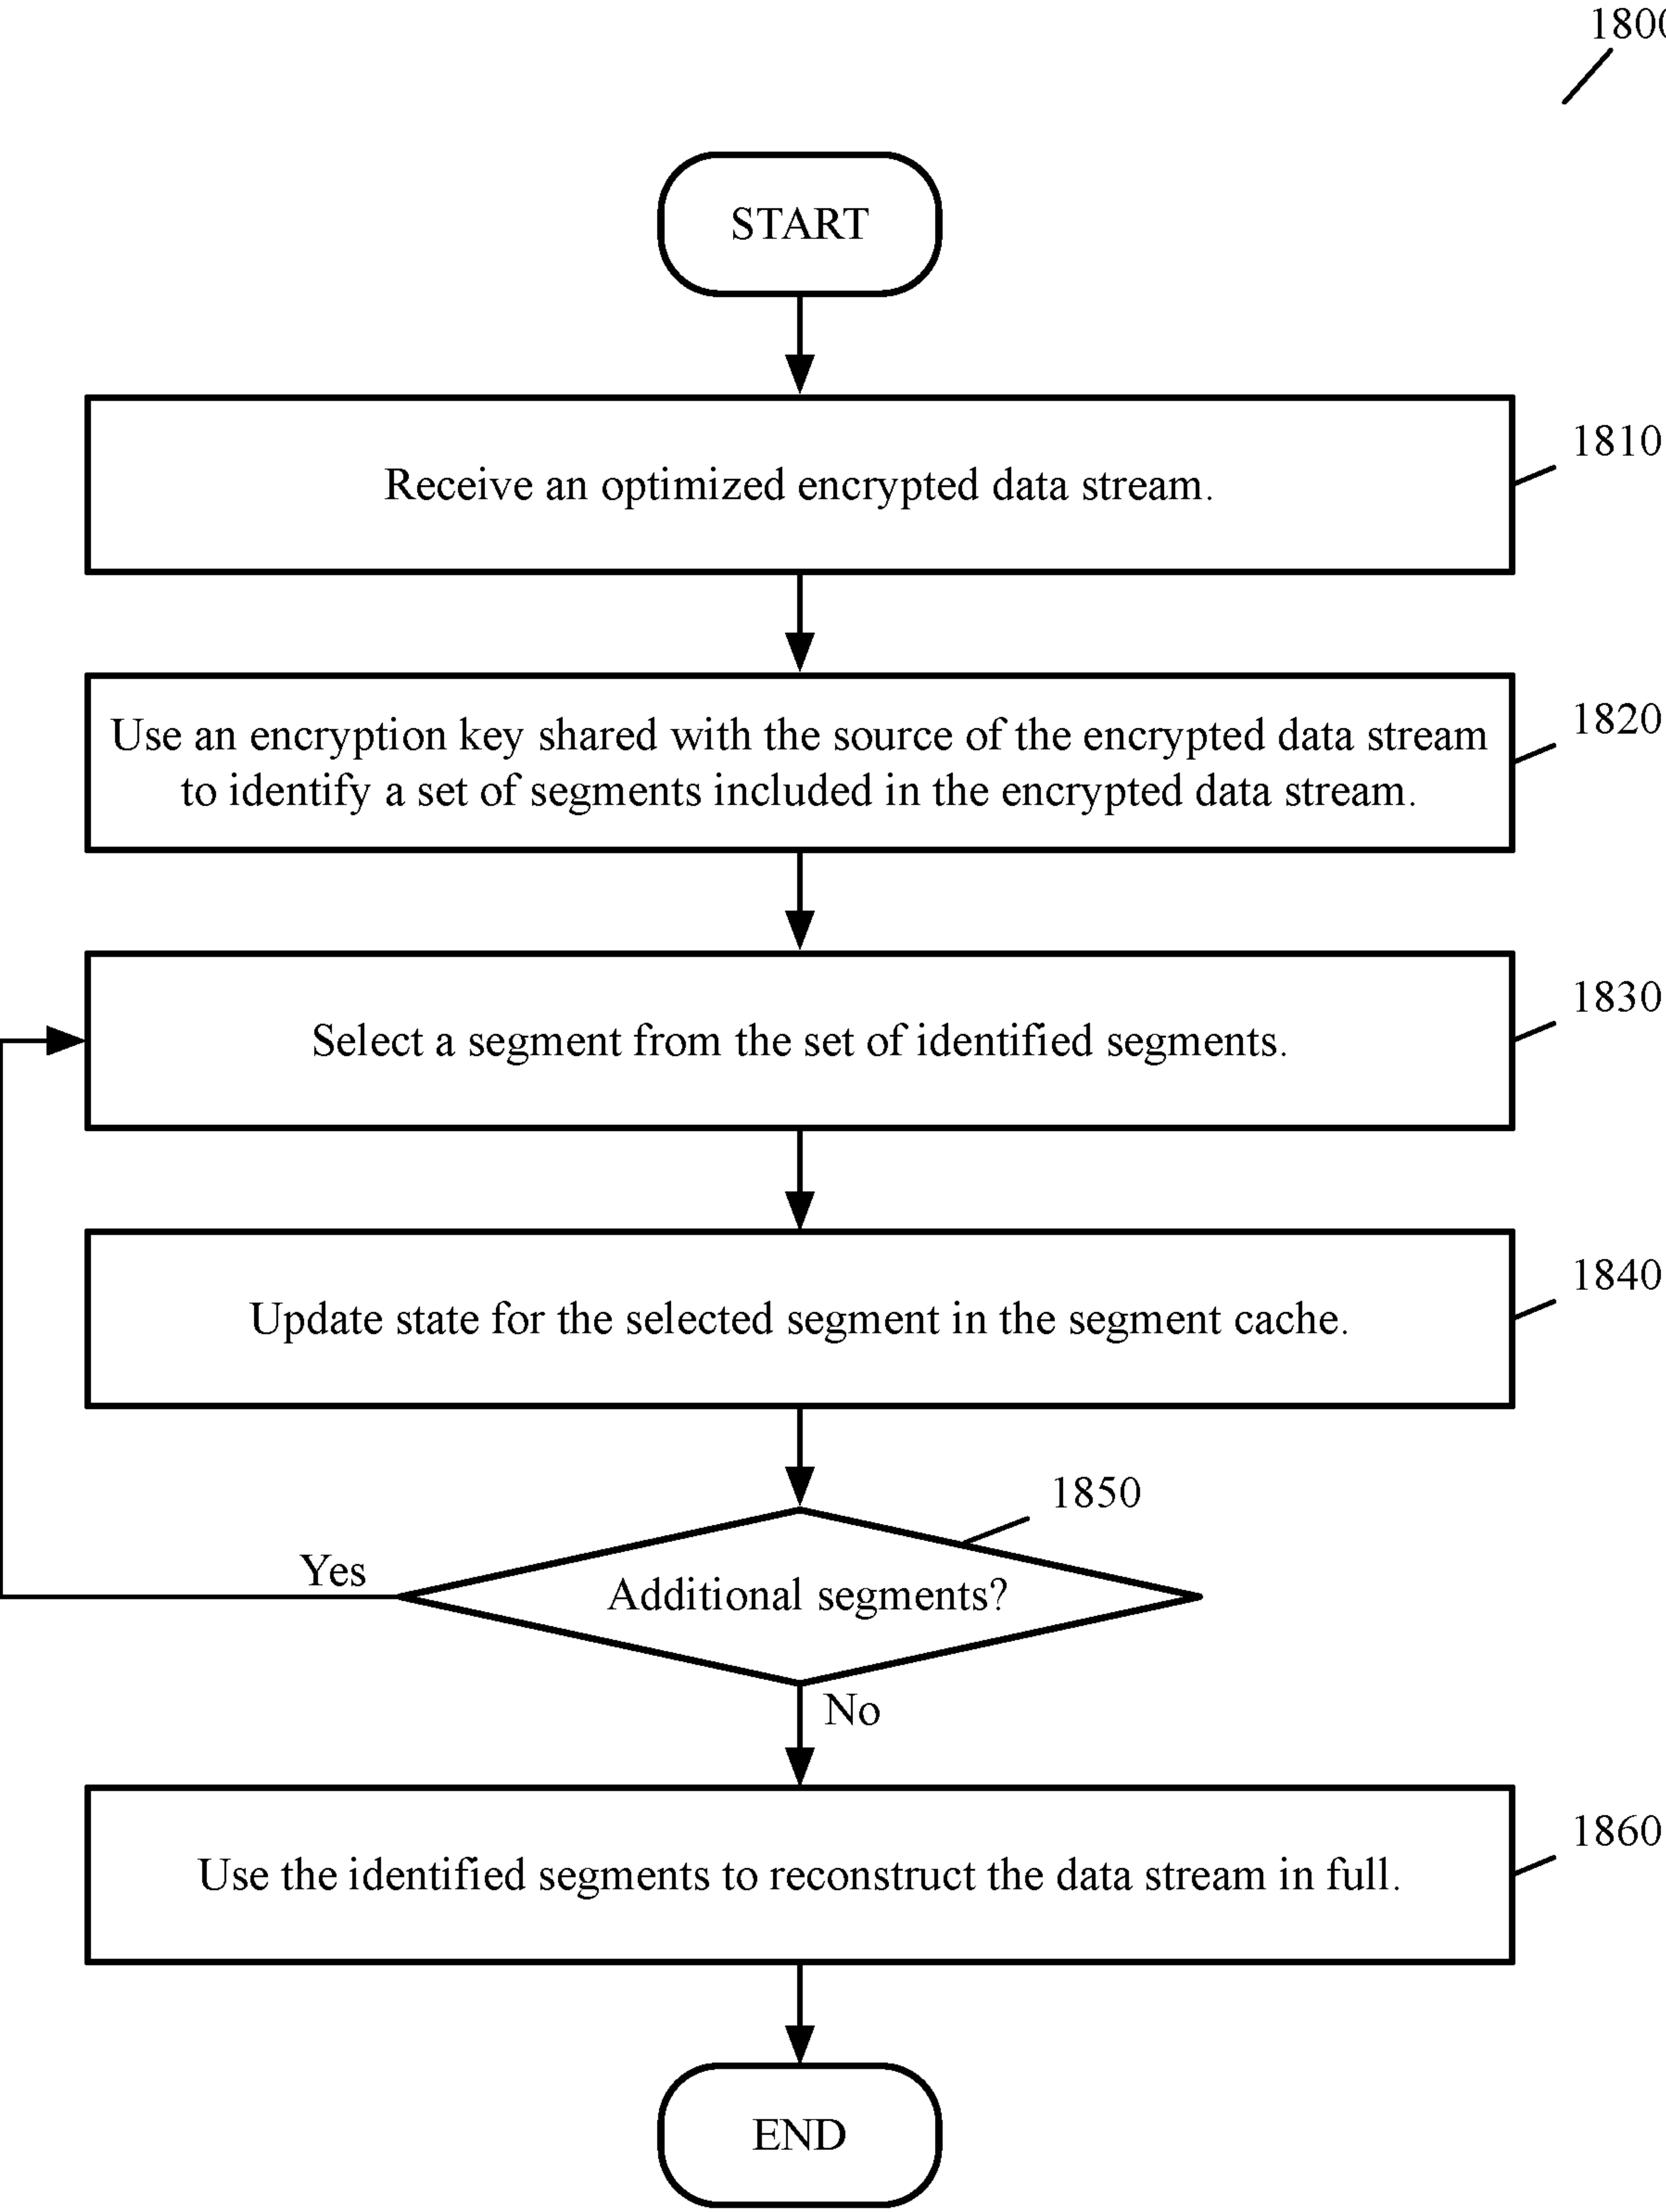 1800
START
Receive an optimized encrypted data stream.
1810
Use an encryption key shared with the source of the encrypted data stream
to identify a set of segments included in the encrypted data stream.
1820
Select a segment from the set of identified segments.
1830
Update state for the selected segment in the segment cache.
1840
1850
Yes
Additional segments?
No
Use the identified segments to reconstruct the data stream in full.
1860
END